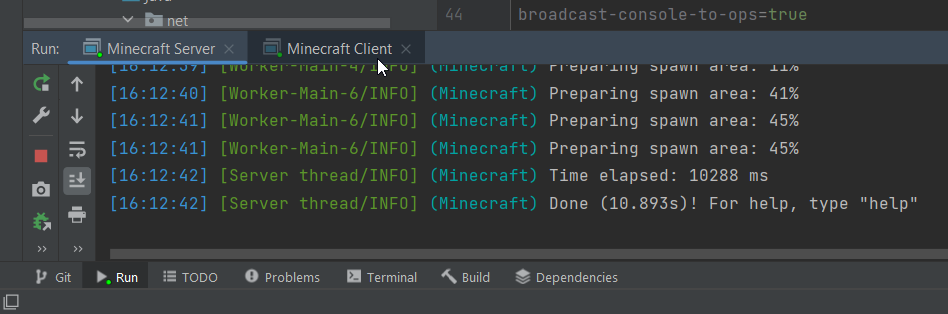 java
net
44 broadcast-console-to-ops=true
Run: Minecraft Server Minecraft Client
[16:12:39] [Worker-Main-4/INFO] (Minecraft) Preparing spawn area: 11%
[16:12:40] [Worker-Main-6/INFO] (Minecraft) Preparing spawn area: 41%
[16:12:41] [Worker-Main-6/INFO] (Minecraft) Preparing spawn area: 45%
[16:12:41] [Worker-Main-6/INFO] (Minecraft) Preparing spawn area: 45%
[16:12:42] [Server thread/INFO] (Minecraft) Time elapsed: 10288 ms
[16:12:42] [Server thread/INFO] (Minecraft) Done (10.893s)! For help, type "help"
Git Run TODO Problems Terminal Build Dependencies